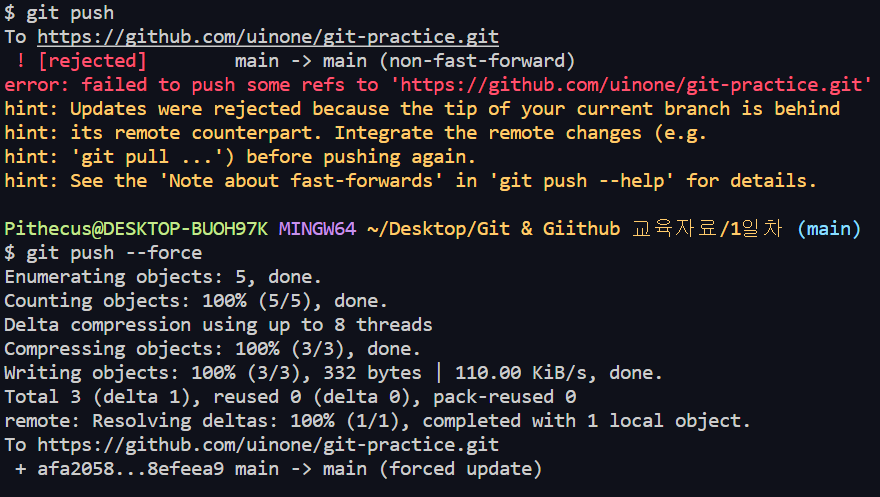 $ git push
To https://github.com/uinone/git-practice.git
 ! [rejected]        main -> main (non-fast-forward)
error: failed to push some refs to 'https://github.com/uinone/git-practice.git'
hint: Updates were rejected because the tip of your current branch is behind
hint: its remote counterpart. Integrate the remote changes (e.g.
hint: 'git pull ...') before pushing again.
hint: See the 'Note about fast-forwards' in 'git push --help' for details.
Pithecus@DESKTOP-BUOH97K MINGW64 ~/Desktop/Git & Giithub 교육자료/1일차 (main)
$ git push --force
Enumerating objects: 5, done.
Counting objects: 100% (5/5), done.
Delta compression using up to 8 threads
Compressing objects: 100% (3/3), done.
Writing objects: 100% (3/3), 332 bytes | 110.00 KiB/s, done.
Total 3 (delta 1), reused 0 (delta 0), pack-reused 0
remote: Resolving deltas: 100% (1/1), completed with 1 local object.
To https://github.com/uinone/git-practice.git
 + afa2058...8efeea9 main -> main (forced update)